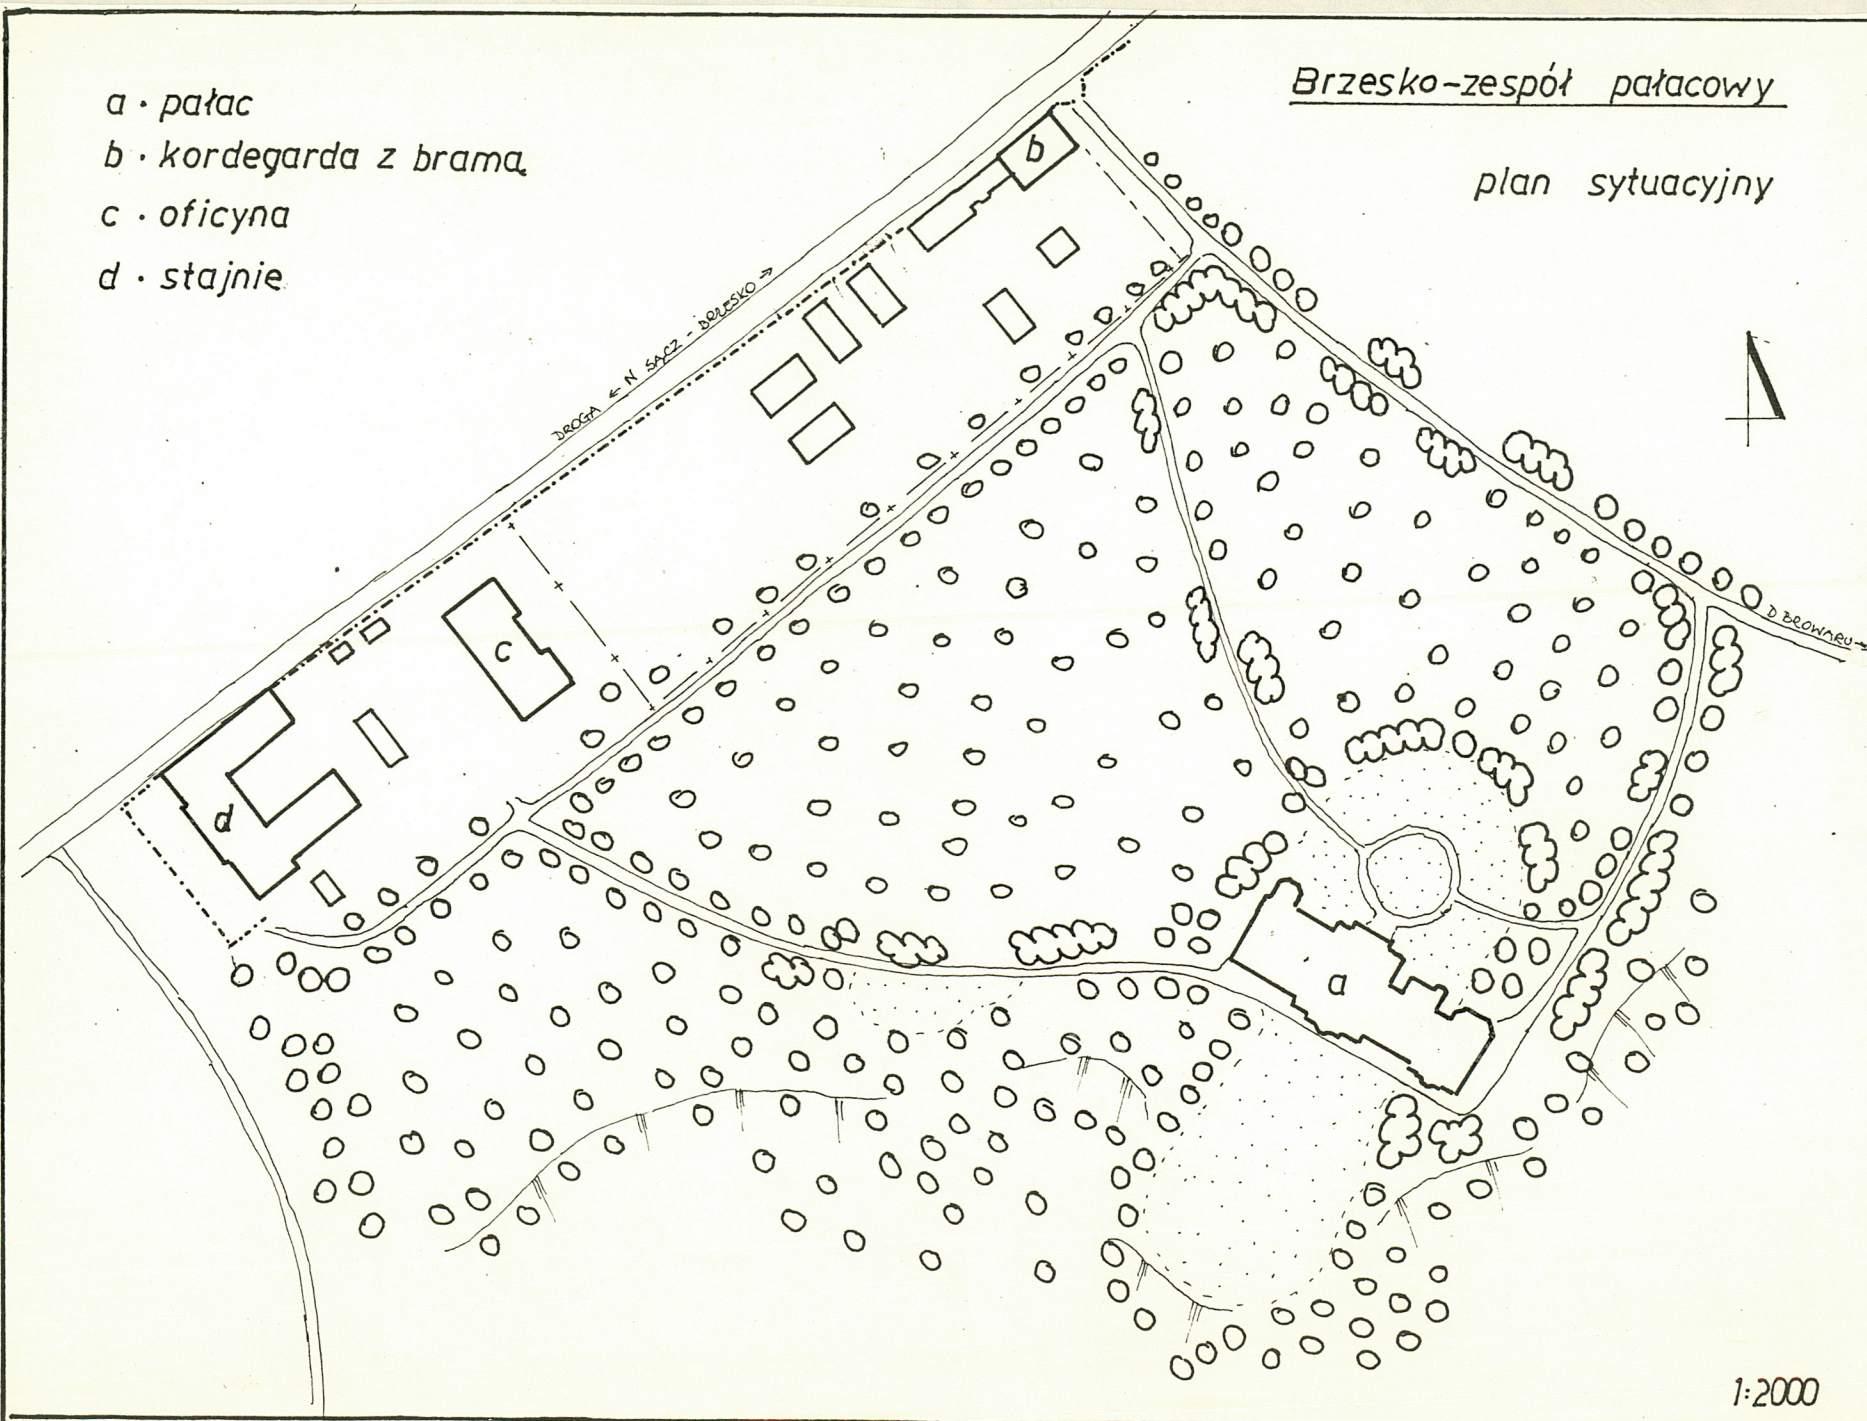 a · pałac
b · kordegarda z bramą
c · oficyna
d · stajnie
Brzesko-zespół pałacowy
plan sytuacyjny
b
DROGA ← N SĄCZ - BRZESKO →
c
d
D BROWARU →
a
1:2000